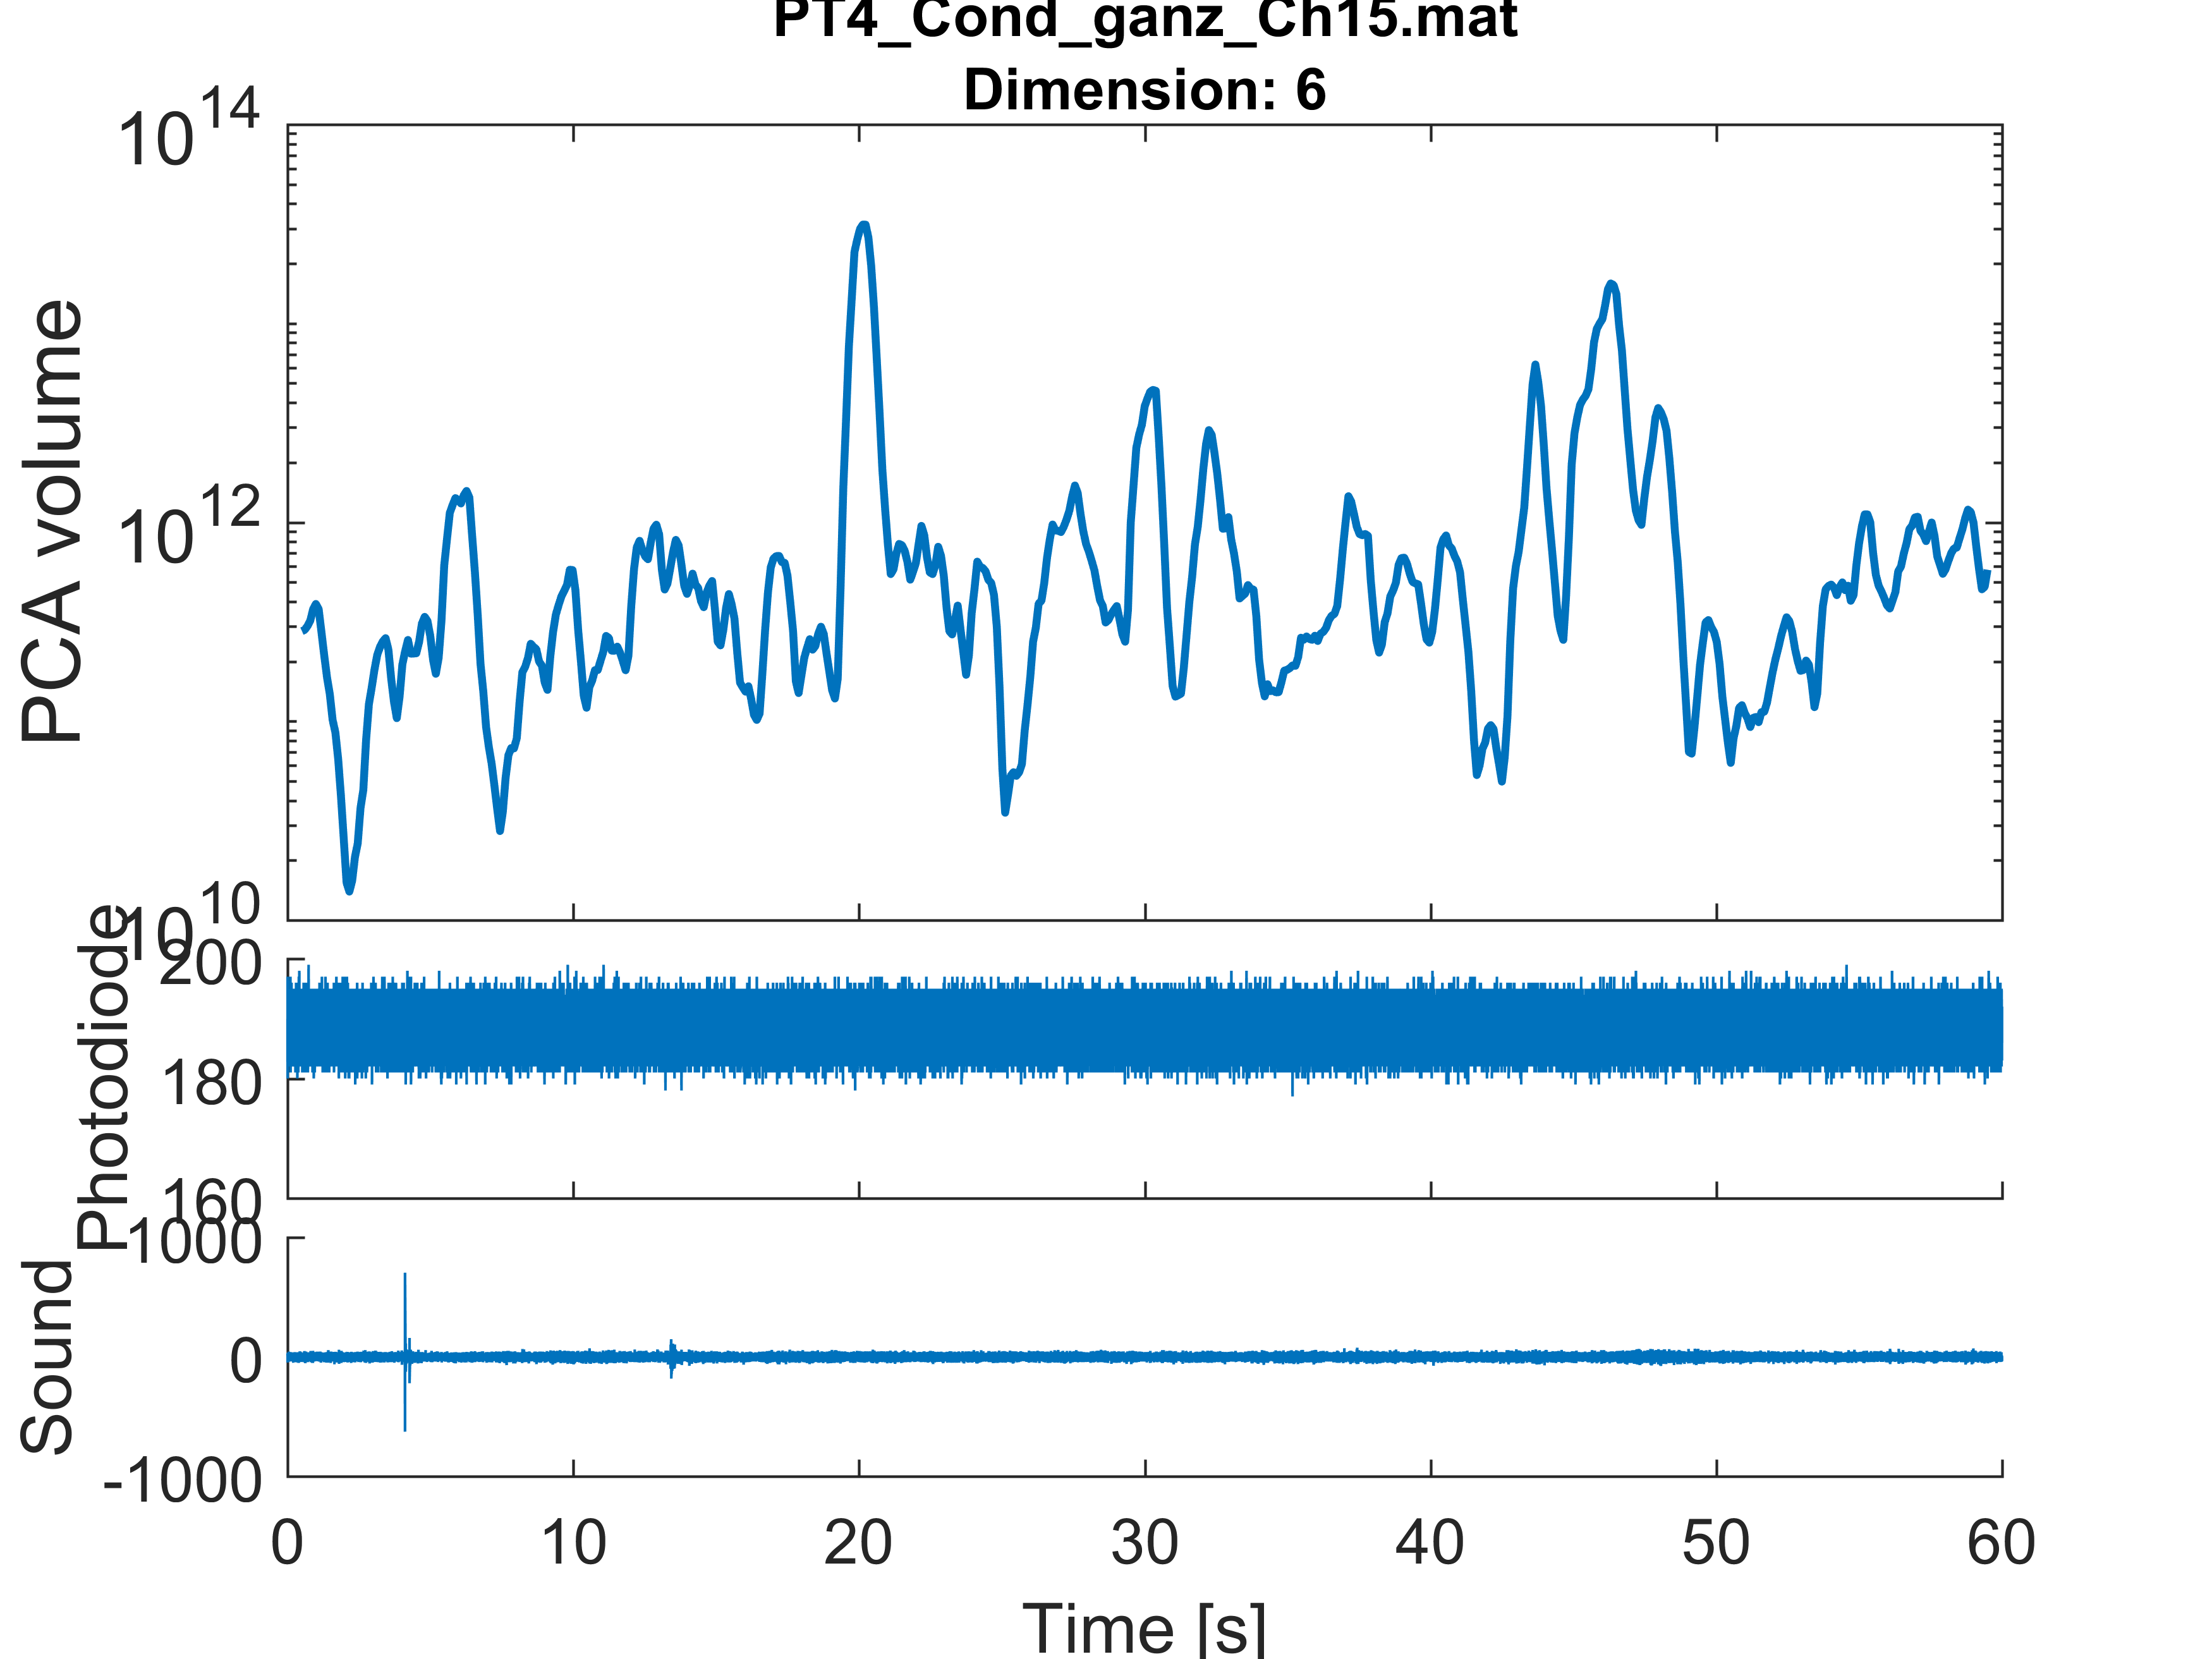 PT4_Cond_ganz_Ch15.mat
Dimension: 6
PCA volume
10^14
10^12
10^10
Photodiode
200
180
160
Sound
1000
0
-1000
0 10 20 30 40 50 60
Time [s]